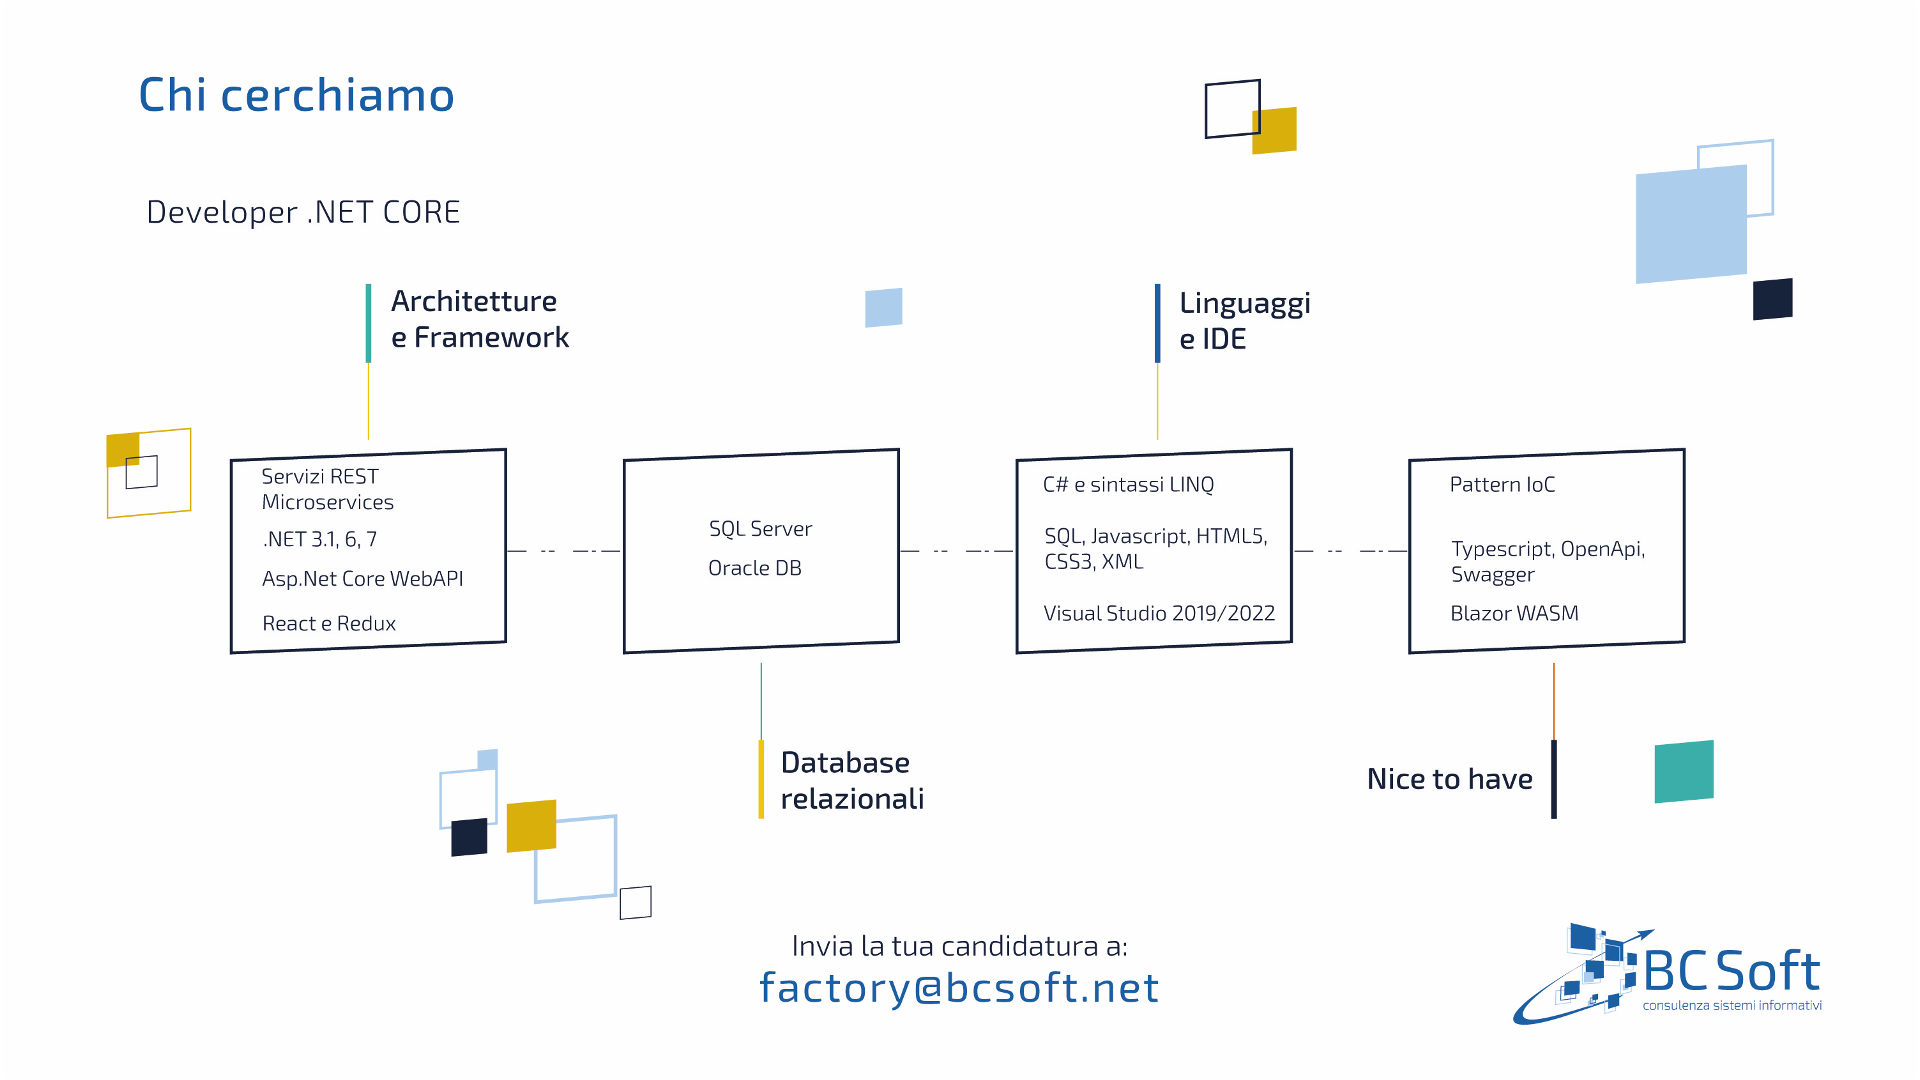 Chi cerchiamo
Developer .NET CORE
Architetture
e Framework
Linguaggi
e IDE
Servizi REST
Microservices
.NET 3.1, 6, 7
Asp.Net Core WebAPI
React e Redux
SQL Server
Oracle DB
C# e sintassi LINQ
SQL, Javascript, HTML5,
CSS3, XML
Visual Studio 2019/2022
Pattern IoC
Typescript, OpenApi,
Swagger
Blazor WASM
Database
relazionali
Nice to have
Invia la tua candidatura a:
factory@bcsoft.net
BC Soft
consulenza sistemi informativi